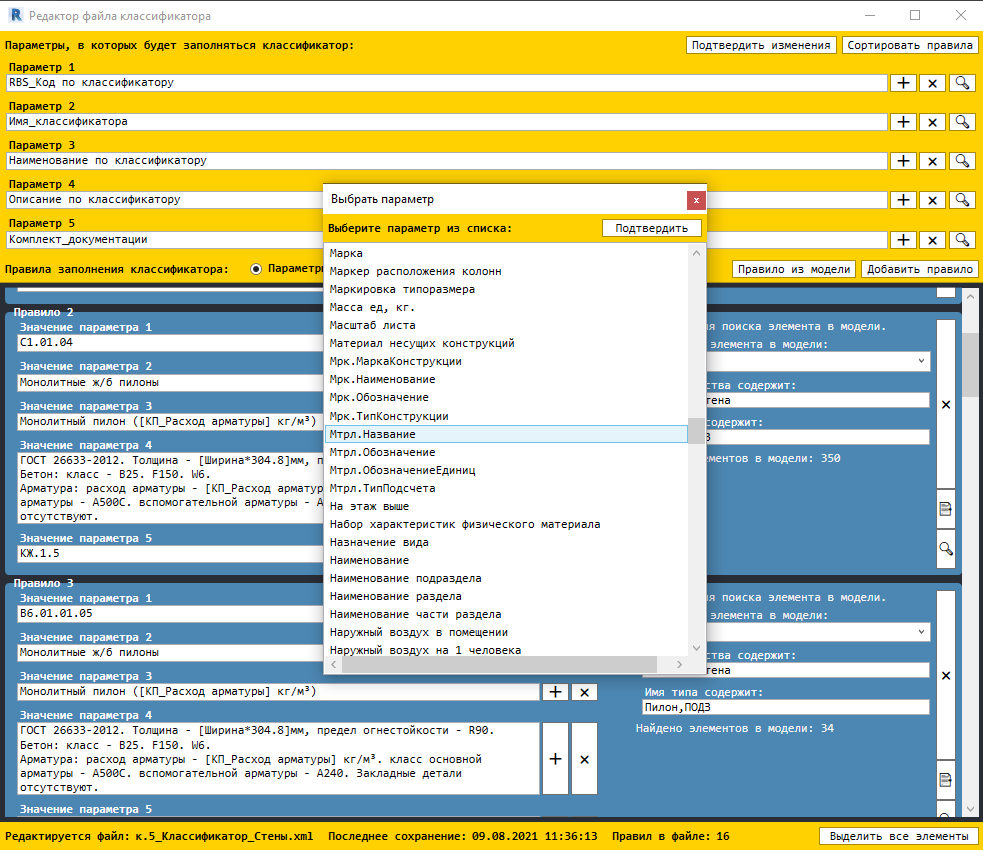 Редактор файла классификатора
Параметры, в которых будет заполняться классификатор:
Подтвердить изменения
Сортировать правила
Параметр 1
RBS_Код по классификатору
Параметр 2
Имя_классификатора
Параметр 3
Наименование по классификатору
Параметр 4
Описание по классификатору
Параметр 5
Комплект_документации
Правила заполнения классификатора:
Параметры
Правило из модели
Добавить правило
Выбрать параметр
Выберите параметр из списка:
Подтвердить
Марка
Маркер расположения колонн
Маркировка типоразмера
Масса ед, кг.
Масштаб листа
Материал несущих конструкций
Мрк.МаркаКонструкции
Мрк.Наименование
Мрк.Обозначение
Мрк.ТипКонструкции
Мтрл.Название
Мтрл.Обозначение
Мтрл.ОбозначениеЕдиниц
Мтрл.ТипПодсчета
На этаж выше
Набор характеристик физического материала
Назначение вида
Наименование
Наименование подраздела
Наименование раздела
Наименование части раздела
Наружный воздух в помещении
Наружный воздух на 1 человека
Правило 2
Значение параметра 1
С1.01.04
Значение параметра 2
Монолитные ж/б пилоны
Значение параметра 3
Монолитный пилон ([КП_Расход арматуры] кг/м³)
Значение параметра 4
ГОСТ 26633-2012. Толщина - [Ширина*304.8]мм, п
Бетон: класс - B25. F150. W6.
Арматура: расход арматуры - [КП_Расход арматур
арматуры - А500С. вспомогательной арматуры - А
отсутствуют.
Значение параметра 5
КЖ.1.5
я поиска элемента в модели.
элемента в модели:
ства содержит:
тена
содержит:
З
ментов в модели: 350
Правило 3
Значение параметра 1
В6.01.01.05
Значение параметра 2
Монолитные ж/б пилоны
Значение параметра 3
Монолитный пилон ([КП_Расход арматуры] кг/м³)
Значение параметра 4
ГОСТ 26633-2012. Толщина - [Ширина*304.8]мм, предел огнестойкости - R90.
Бетон: класс - B25. F150. W6.
Арматура: расход арматуры - [КП_Расход арматуры] кг/м³. класс основной
арматуры - А500С. вспомогательной арматуры - А240. Закладные детали
отсутствуют.
Значение параметра 5
я поиска элемента в модели.
элемента в модели:
ства содержит:
тена
Имя типа содержит:
Пилон,ПОДЗ
Найдено элементов в модели: 34
Редактируется файл: к.5_Классификатор_Стены.xml Последнее сохранение: 09.08.2021 11:36:13 Правил в файле: 16
Выделить все элементы